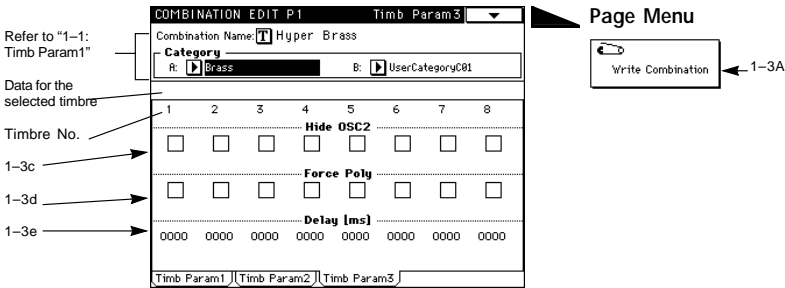 COMBINATION EDIT P1 Timb Param3
Page Menu
Refer to “1–1:
Timb Param1”
Combination Name: T Hyper Brass
Category
A: Brass B: UserCategoryC01
Write Combination
1–3A
Data for the
selected timbre
Timbre No.
1 2 3 4 5 6 7 8
Hide OSC2
1–3c
Force Poly
1–3d
Delay [ms]
1–3e
0000 0000 0000 0000 0000 0000 0000 0000
Timb Param1 Timb Param2 Timb Param3